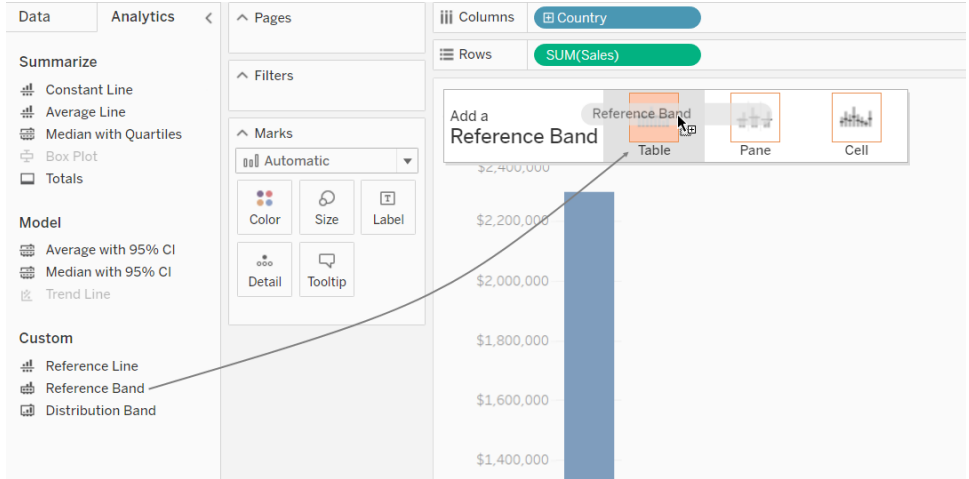 Data
Analytics
Summarize
Constant Line
Average Line
Median with Quartiles
Box Plot
Totals
Model
Average with 95% CI
Median with 95% CI
Trend Line
Custom
Reference Line
Reference Band
Distribution Band
Pages
Filters
Marks
Automatic
Color
Size
Label
Detail
Tooltip
Columns
Country
Rows
SUM(Sales)
Add a
Reference Band
Reference Band
Table
Pane
Cell
$2,400,000
$2,200,000
$2,000,000
$1,800,000
$1,600,000
$1,400,000